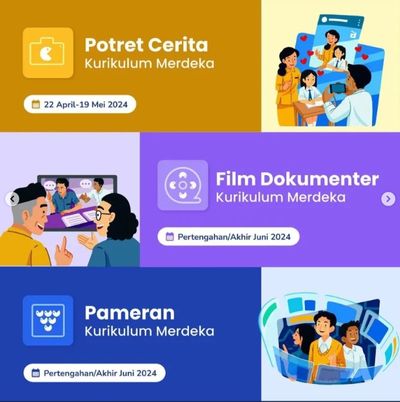 Potret Cerita
Kurikulum Merdeka
22 April-19 Mei 2024
Film Dokumenter
Kurikulum Merdeka
Pertengahan/Akhir Juni 2024
Pameran
Kurikulum Merdeka
Pertengahan/Akhir Juni 2024